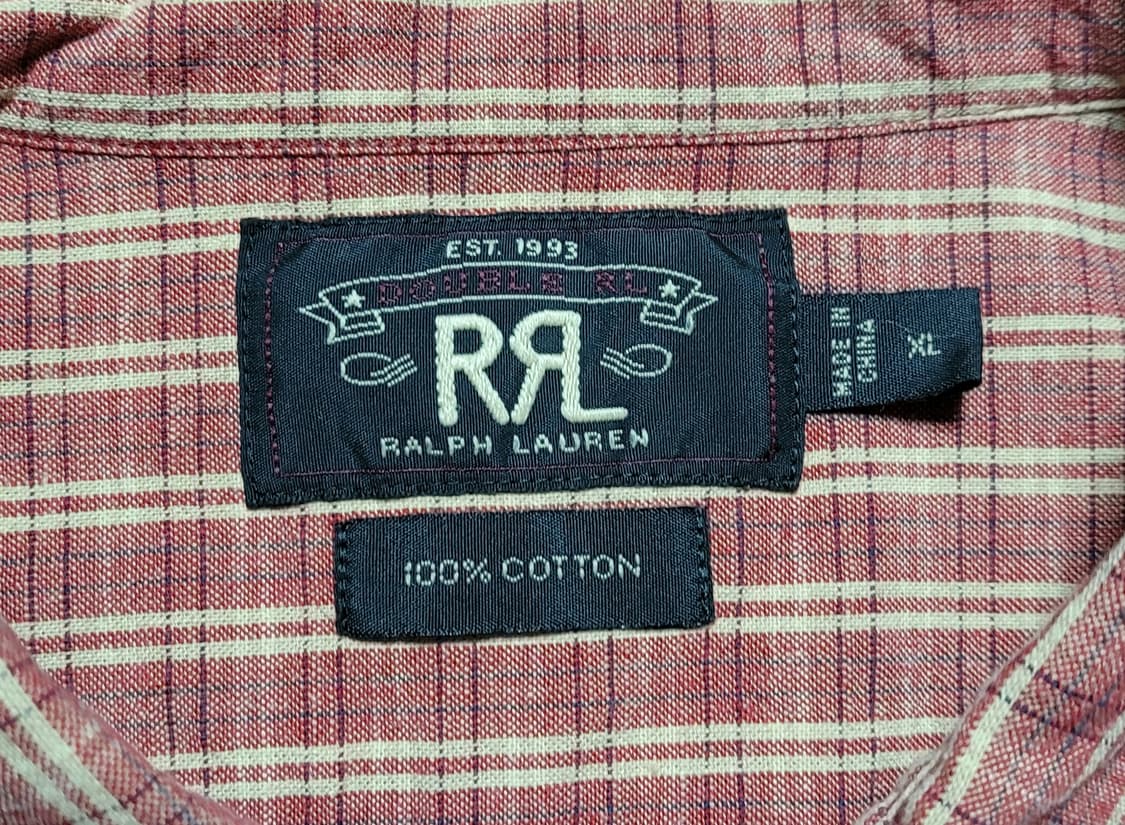 EST. 1993
DOUBLE RL
RRL
RALPH LAUREN
MADE IN
CHINA
XL
100% COTTON